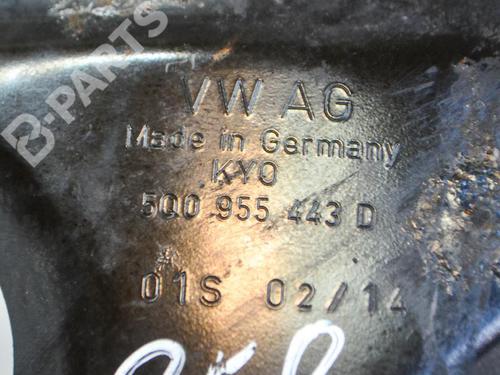 B-PARTS
VW AG
Made in Germany
KYO
5Q0 955 443 D
01S 02/14